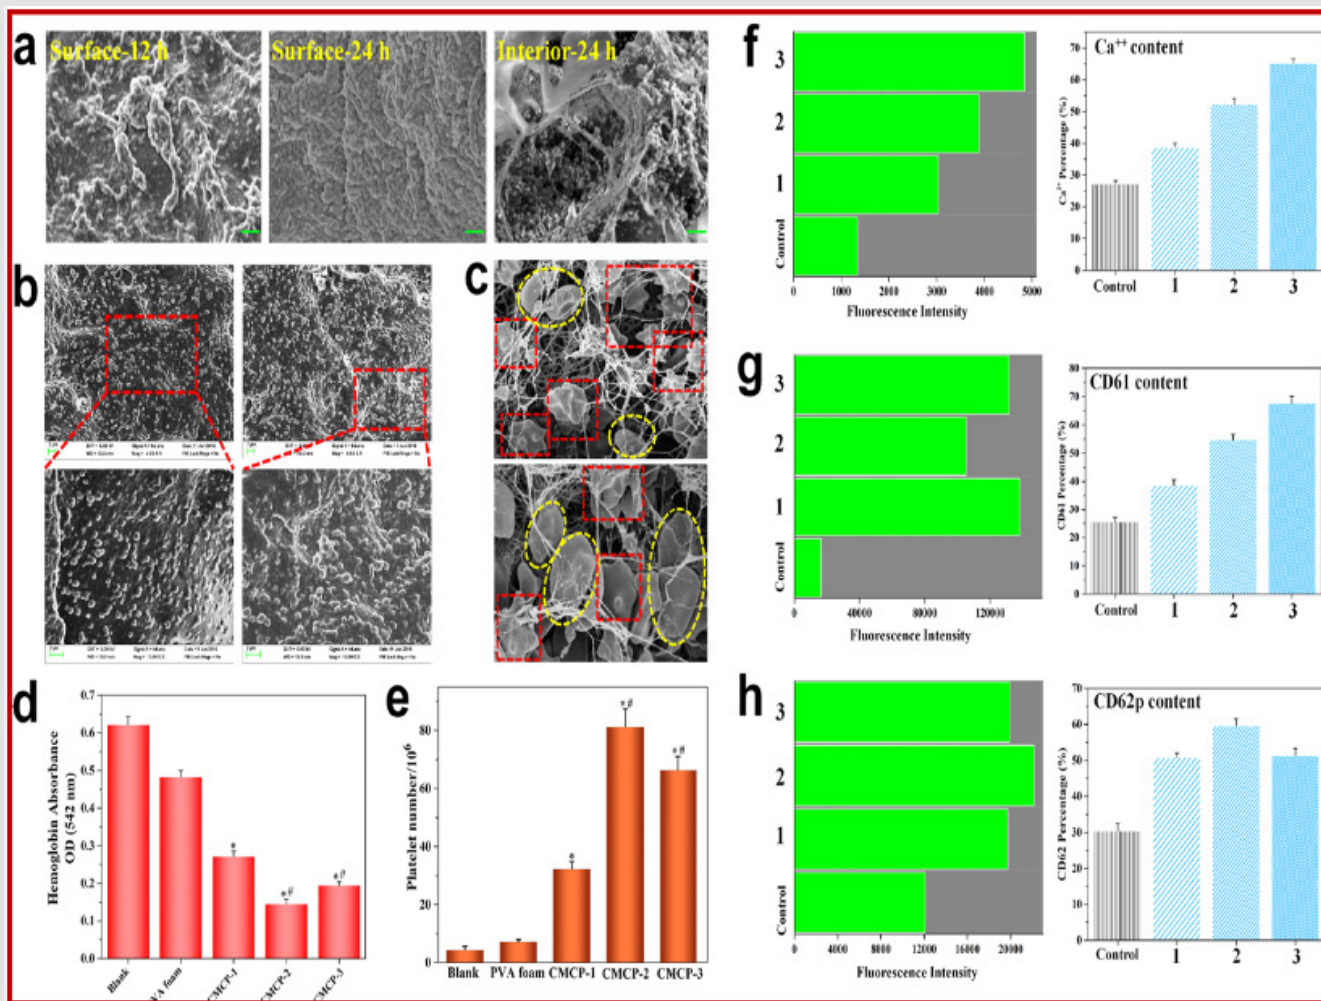 a
Surface-12 h
Surface-24 h
Interior-24 h
b
c
d
Hemoglobin Absorbance
OD (542 nm)
0.7
0.6
0.5
0.4
0.3
0.2
0.1
0.0
*
*#
*#
Blank
PVA foam
CMCP-1
CMCP-2
CMCP-3
e
Platelet number/10⁶
80
60
40
20
0
*
*#
*#
Blank
PVA foam
CMCP-1
CMCP-2
CMCP-3
f
3
2
1
Control
0
1000
2000
3000
4000
5000
Fluorescence Intensity
Ca⁺⁺ content
Ca²⁺ Percentage (%)
70
60
50
40
30
20
10
0
Control
1
2
3
g
3
2
1
Control
0
40000
80000
120000
Fluorescence Intensity
CD61 content
CD61 Percentage (%)
80
70
60
50
40
30
20
10
0
Control
1
2
3
h
3
2
1
Control
0
4000
8000
12000
16000
20000
Fluorescence Intensity
CD62p content
CD62 Percentage (%)
70
60
50
40
30
20
10
0
Control
1
2
3